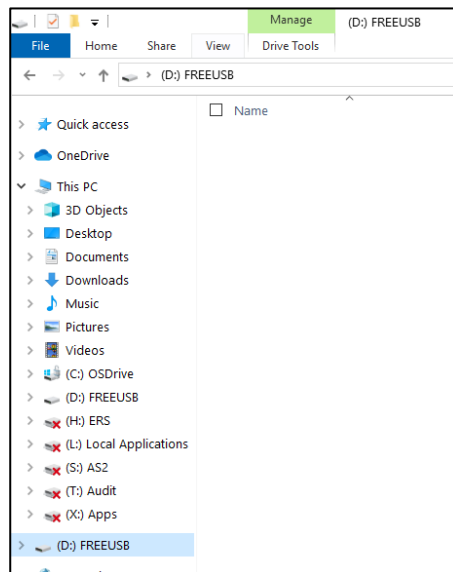 Manage
(D:) FREEUSB
File
Home
Share
View
Drive Tools
(D:) FREEUSB
Name
Quick access
OneDrive
This PC
3D Objects
Desktop
Documents
Downloads
Music
Pictures
Videos
(C:) OSDrive
(D:) FREEUSB
(H:) ERS
(L:) Local Applications
(S:) AS2
(T:) Audit
(X:) Apps
(D:) FREEUSB